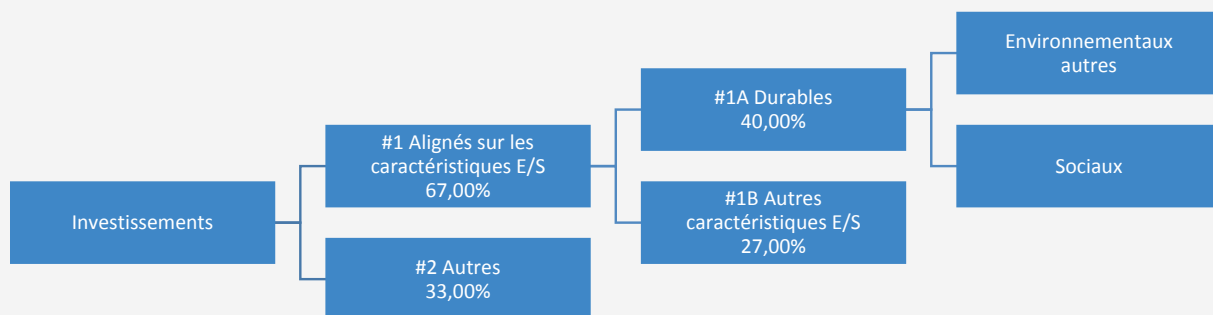 Investissements
#1 Alignés sur les
caractéristiques E/S
67,00%
#2 Autres
33,00%
#1A Durables
40,00%
#1B Autres
caractéristiques E/S
27,00%
Environnementaux
autres
Sociaux